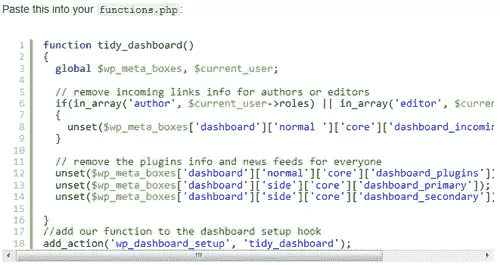 Paste this into your functions.php:
1 function tidy_dashboard()
2 {
3 global $wp_meta_boxes, $current_user;
4
5 // remove incoming links info for authors or editors
6 if(in_array('author', $current_user->roles) || in_array('editor', $curren
7 {
8 unset($wp_meta_boxes['dashboard']['normal ']['core']['dashboard_incomin
9 }
10
11 // remove the plugins info and news feeds for everyone
12 unset($wp_meta_boxes['dashboard']['normal']['core']['dashboard_plugins']
13 unset($wp_meta_boxes['dashboard']['side']['core']['dashboard_primary']);
14 unset($wp_meta_boxes['dashboard']['side']['core']['dashboard_secondary']
15
16 }
17 //add our function to the dashboard setup hook
18 add_action('wp_dashboard_setup', 'tidy_dashboard');